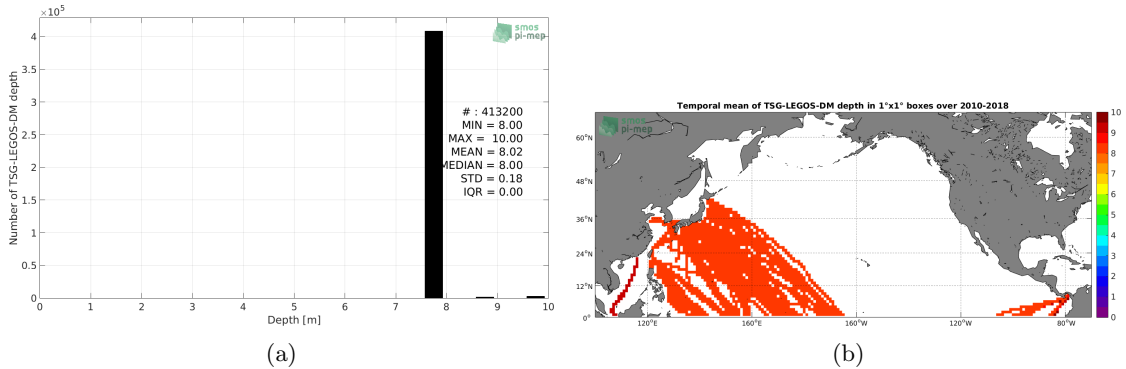 ×10⁵
smos
pi-mep
4
3.5
3
2.5
2
1.5
1
0.5
0
Number of TSG-LEGOS-DM depth
# : 413200
MIN = 8.00
MAX = 10.00
MEAN = 8.02
MEDIAN = 8.00
STD = 0.18
IQR = 0.00
0 1 2 3 4 5 6 7 8 9 10
Depth [m]
(a)
Temporal mean of TSG-LEGOS-DM depth in 1°x1° boxes over 2010-2018
smos
pi-mep
60°N
48°N
36°N
24°N
12°N
0°
120°E 160°E 160°W 120°W 80°W
10
9
8
7
6
5
4
3
2
1
0
(b)